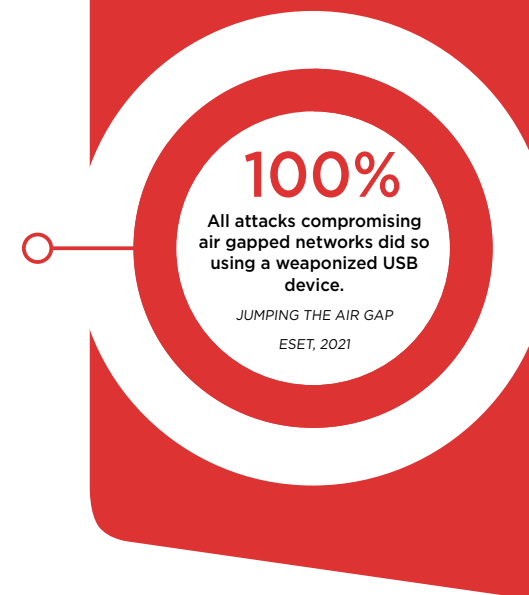 100%
All attacks compromising
air gapped networks did so
using a weaponized USB
device.
JUMPING THE AIR GAP
ESET, 2021